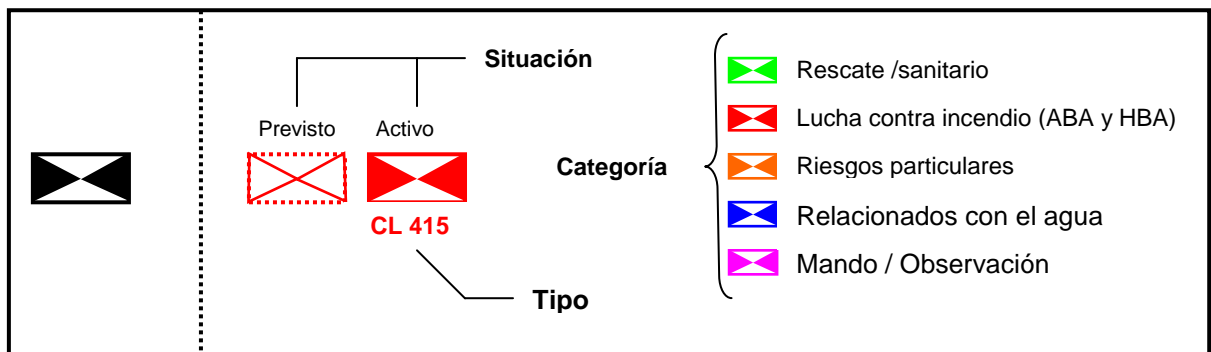 Situación
Previsto Activo
CL 415
Tipo
Categoría
Rescate /sanitario
Lucha contra incendio (ABA y HBA)
Riesgos particulares
Relacionados con el agua
Mando / Observación